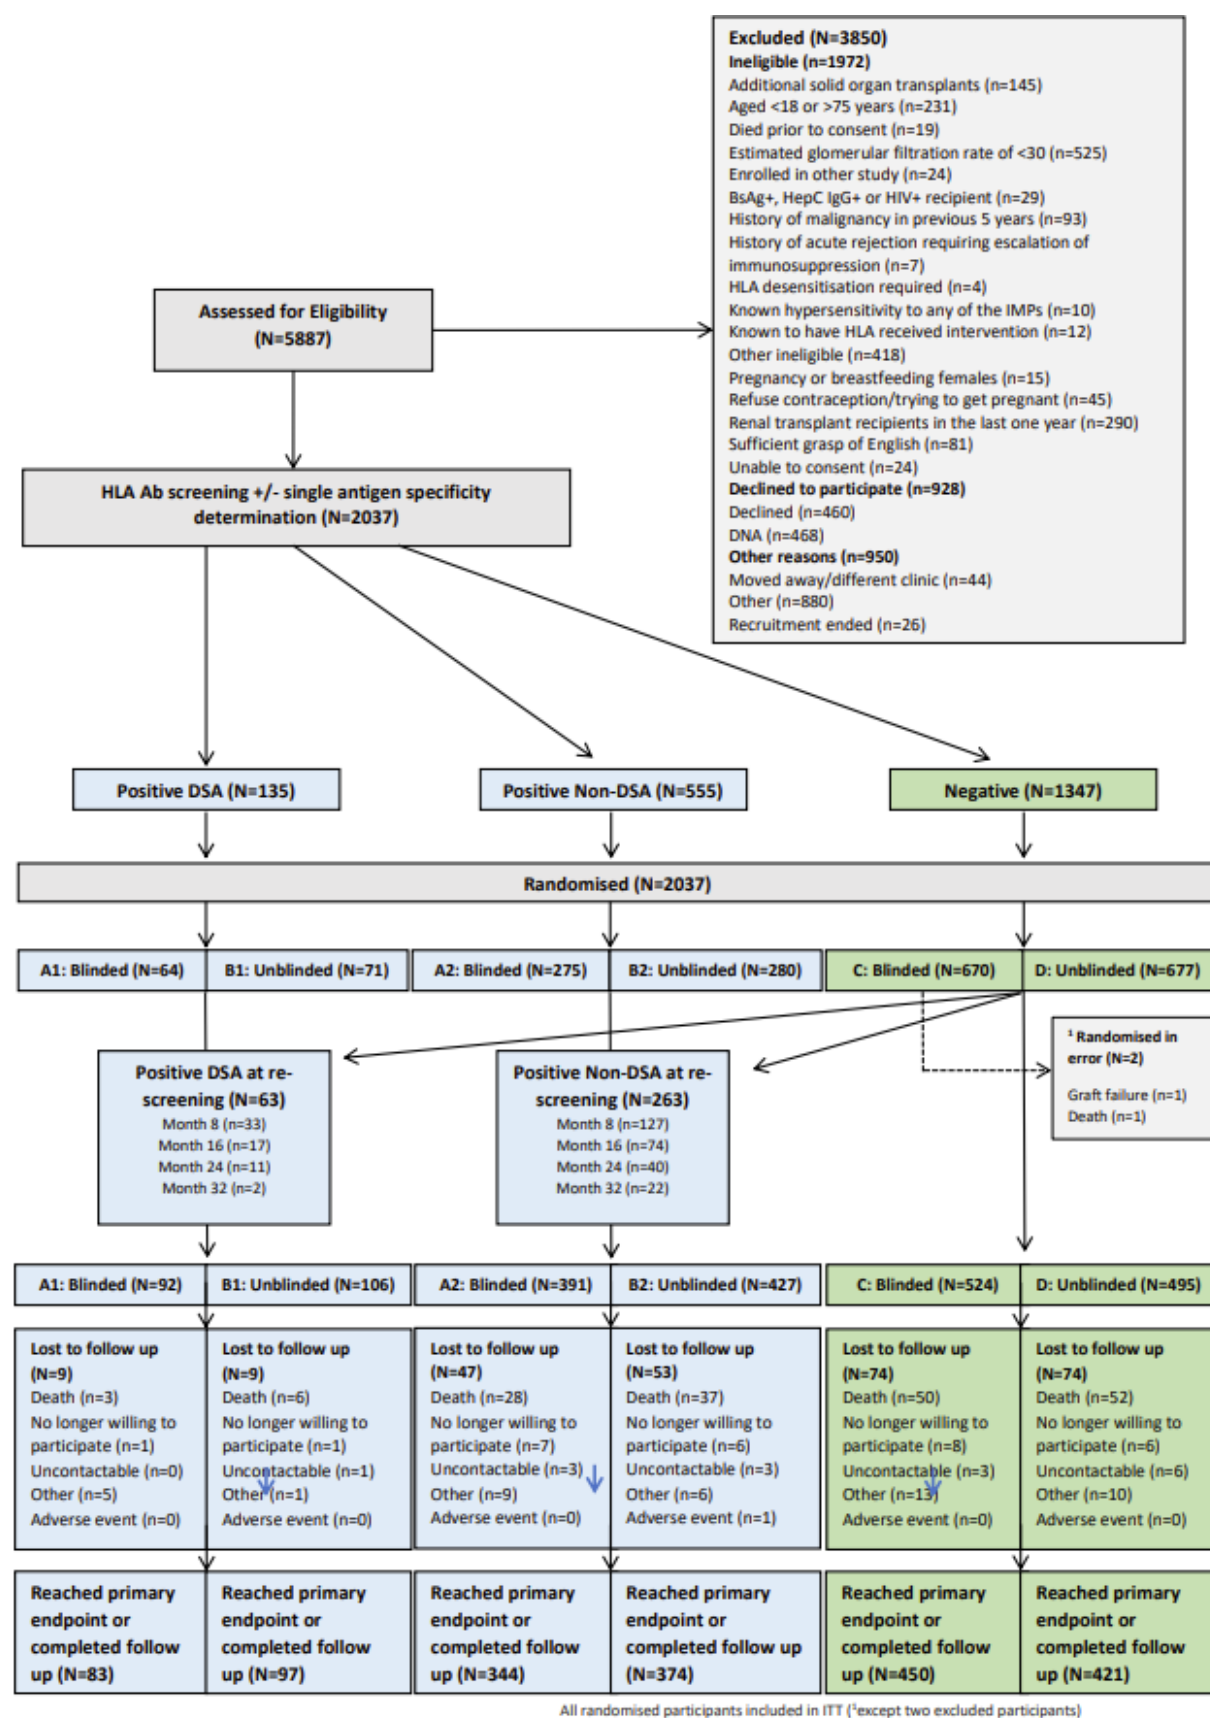 Excluded (N=3850)
Ineligible (n=1972)
Additional solid organ transplants (n=145)
Aged <18 or >75 years (n=231)
Died prior to consent (n=19)
Estimated glomerular filtration rate of <30 (n=525)
Enrolled in other study (n=24)
BsAg+, HepC IgG+ or HIV+ recipient (n=29)
History of malignancy in previous 5 years (n=93)
History of acute rejection requiring escalation of
immunosuppression (n=7)
HLA desensitisation required (n=4)
Known hypersensitivity to any of the IMPs (n=10)
Known to have HLA received intervention (n=12)
Other ineligible (n=418)
Pregnancy or breastfeeding females (n=15)
Refuse contraception/trying to get pregnant (n=45)
Renal transplant recipients in the last one year (n=290)
Sufficient grasp of English (n=81)
Unable to consent (n=24)
Declined to participate (n=928)
Declined (n=460)
DNA (n=468)
Other reasons (n=950)
Moved away/different clinic (n=44)
Other (n=880)
Recruitment ended (n=26)
Assessed for Eligibility
(N=5887)
HLA Ab screening +/- single antigen specificity
determination (N=2037)
Positive DSA (N=135)
Positive Non-DSA (N=555)
Negative (N=1347)
Randomised (N=2037)
A1: Blinded (N=64)
B1: Unblinded (N=71)
A2: Blinded (N=275)
B2: Unblinded (N=280)
C: Blinded (N=670)
D: Unblinded (N=677)
Positive DSA at re-
screening (N=63)
Month 8 (n=33)
Month 16 (n=17)
Month 24 (n=11)
Month 32 (n=2)
Positive Non-DSA at re-
screening (N=263)
Month 8 (n=127)
Month 16 (n=74)
Month 24 (n=40)
Month 32 (n=22)
¹ Randomised in
error (N=2)
Graft failure (n=1)
Death (n=1)
A1: Blinded (N=92)
B1: Unblinded (N=106)
A2: Blinded (N=391)
B2: Unblinded (N=427)
C: Blinded (N=524)
D: Unblinded (N=495)
Lost to follow up
(N=9)
Death (n=3)
No longer willing to
participate (n=1)
Uncontactable (n=0)
Other (n=5)
Adverse event (n=0)
Lost to follow up
(N=9)
Death (n=6)
No longer willing to
participate (n=1)
Uncontactable (n=1)
Other (n=1)
Adverse event (n=0)
Lost to follow up
(N=47)
Death (n=28)
No longer willing to
participate (n=7)
Uncontactable (n=3)
Other (n=9)
Adverse event (n=0)
Lost to follow up
(N=53)
Death (n=37)
No longer willing to
participate (n=6)
Uncontactable (n=3)
Other (n=6)
Adverse event (n=1)
Lost to follow up
(N=74)
Death (n=50)
No longer willing to
participate (n=8)
Uncontactable (n=3)
Other (n=13)
Adverse event (n=0)
Lost to follow up
(N=74)
Death (n=52)
No longer willing to
participate (n=6)
Uncontactable (n=6)
Other (n=10)
Adverse event (n=0)
Reached primary
endpoint or
completed follow
up (N=83)
Reached primary
endpoint or
completed follow
up (N=97)
Reached primary
endpoint or
completed follow
up (N=344)
Reached primary
endpoint or
completed follow up
(N=374)
Reached primary
endpoint or
completed follow
up (N=450)
Reached primary
endpoint or
completed follow
up (N=421)
All randomised participants included in ITT (¹except two excluded participants)